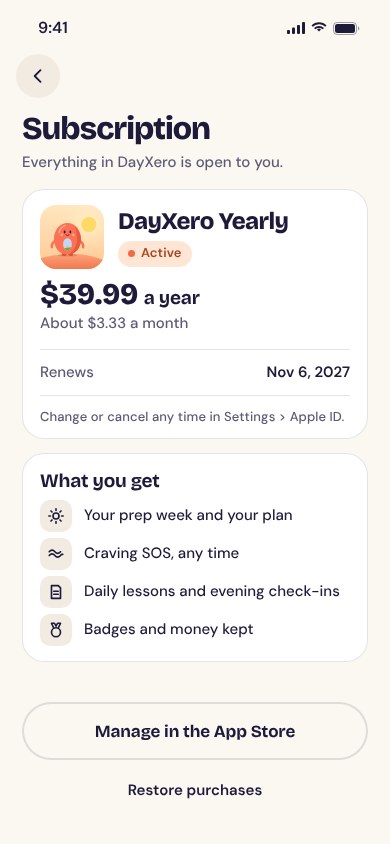 9:41
Subscription
Everything in DayXero is open to you.
DayXero Yearly
Active
$39.99 a year
About $3.33 a month
Renews Nov 6, 2027
Change or cancel any time in Settings > Apple ID.
What you get
Your prep week and your plan
Craving SOS, any time
Daily lessons and evening check-ins
Badges and money kept
Manage in the App Store
Restore purchases